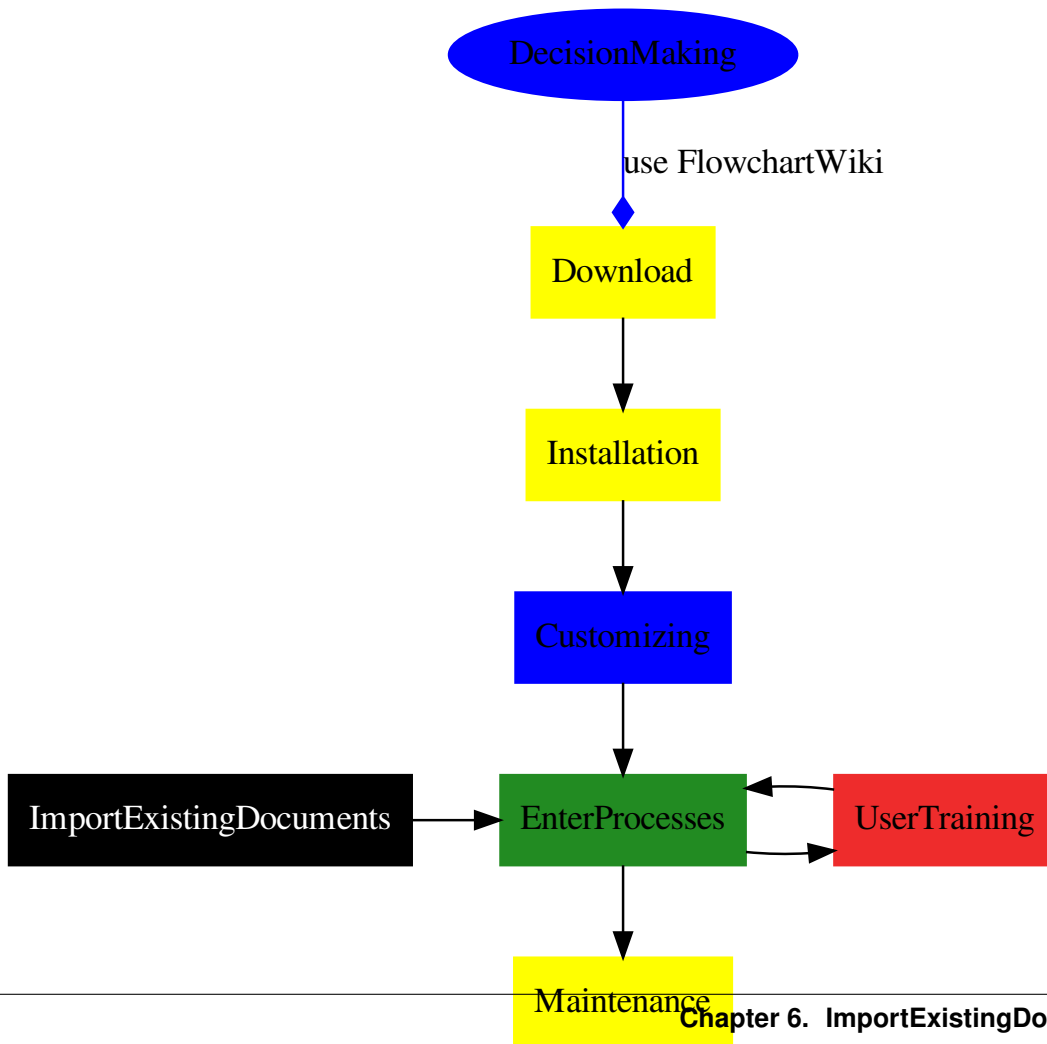 DecisionMaking
use FlowchartWiki
Download
Installation
Customizing
ImportExistingDocuments
EnterProcesses
UserTraining
Maintenance
Chapter 6. ImportExistingDo